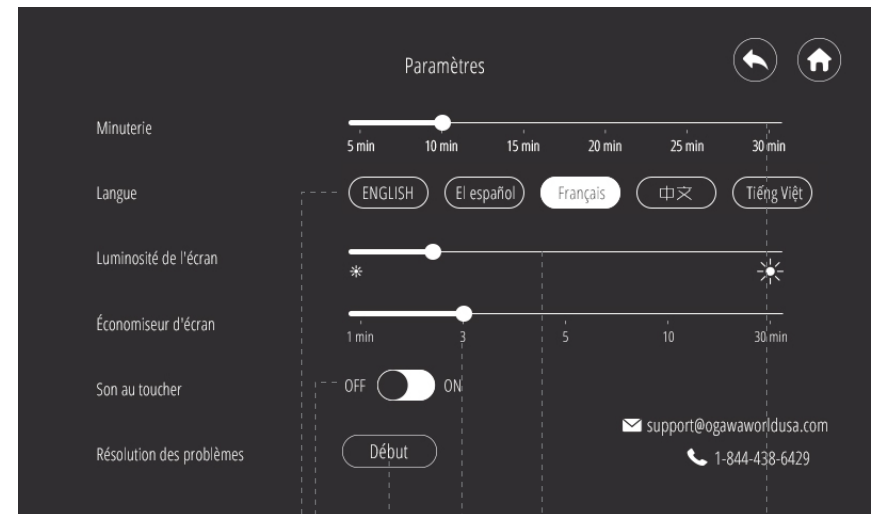 Paramètres
Minuterie
5 min 10 min 15 min 20 min 25 min 30 min
Langue ENGLISH El español Français 中文 Tiếng Việt
Luminosité de l'écran
Économiseur d'écran
1 min 3 5 10 30 min
Son au toucher OFF ON
support@ogawaworldusa.com
Résolution des problèmes Début 1-844-438-6429